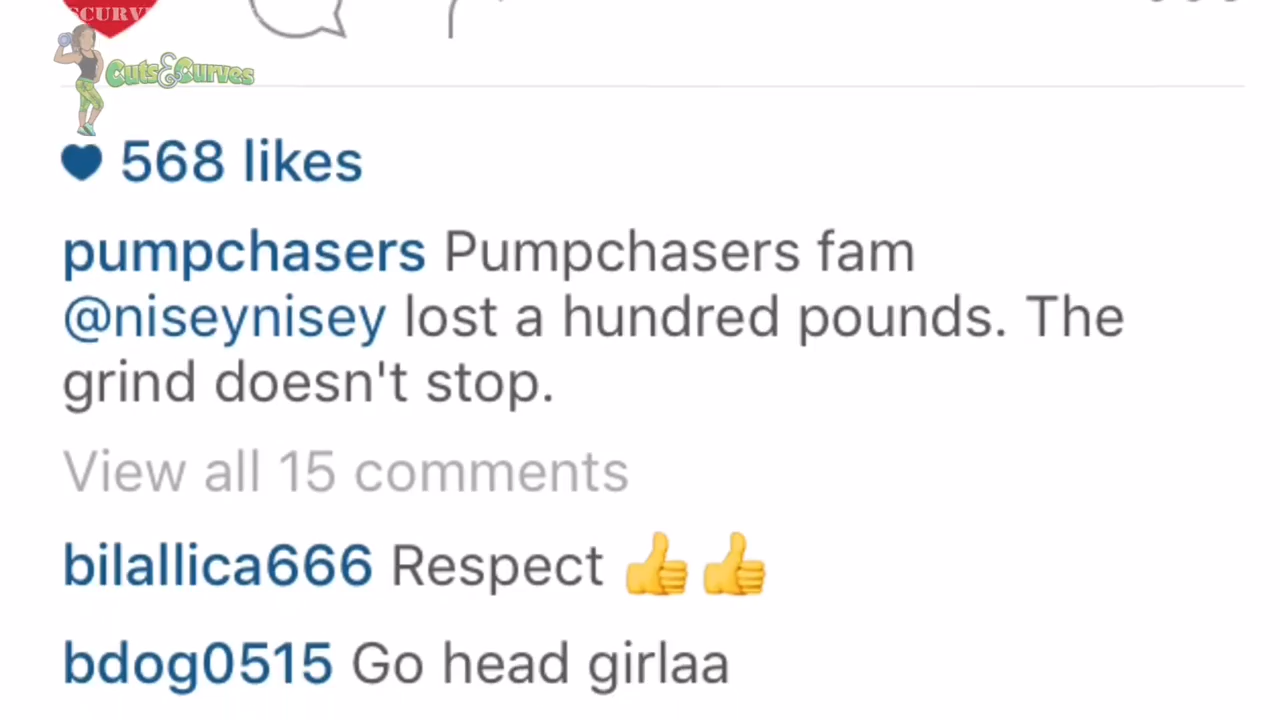 SCURV
Cuts&Curves
568 likes
pumpchasers Pumpchasers fam
@niseynisey lost a hundred pounds. The
grind doesn't stop.
View all 15 comments
bilallica666 Respect 👍👍
bdog0515 Go head girlaa